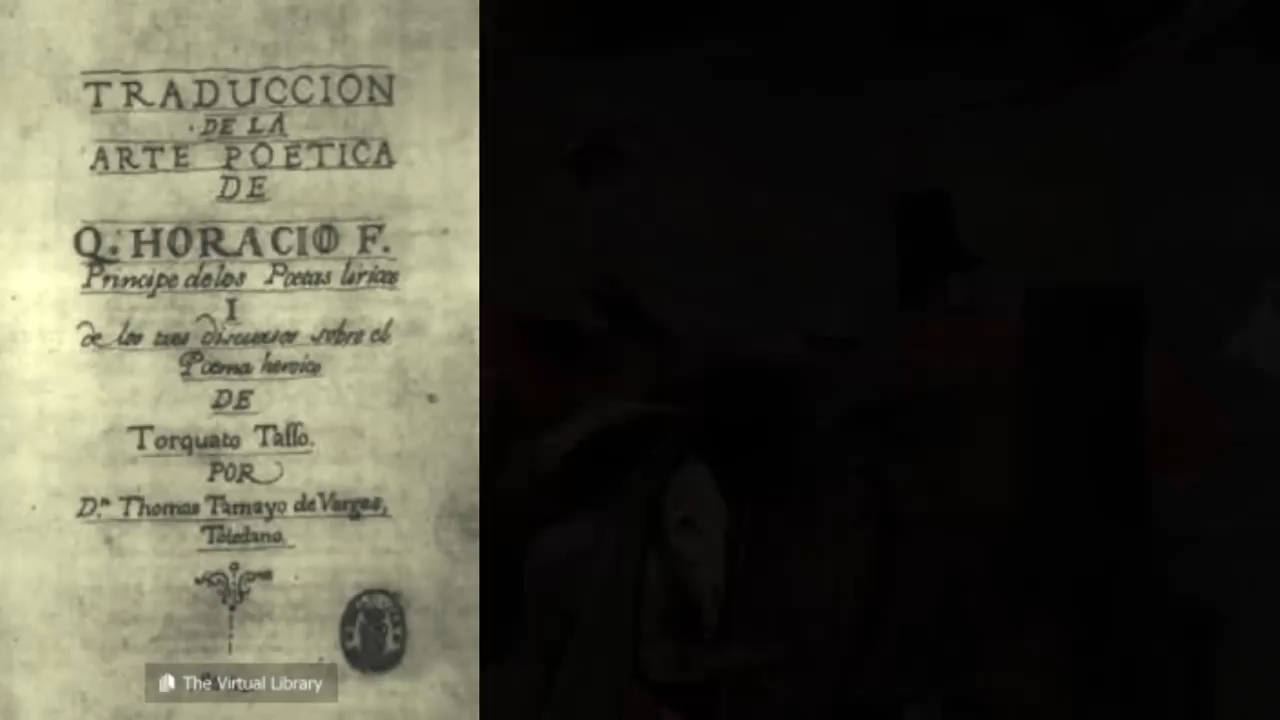 TRADUCCION
DE LA
ARTE POETICA
DE
Q. HORACIO F.
Principe de los Poetas liricos
I
de los tres discursos sobre el
Poema heroico
DE
Torquato Tasso.
POR
D.ⁿ Thomas Tamayo de Vargas,
Toledano.
The Virtual Library